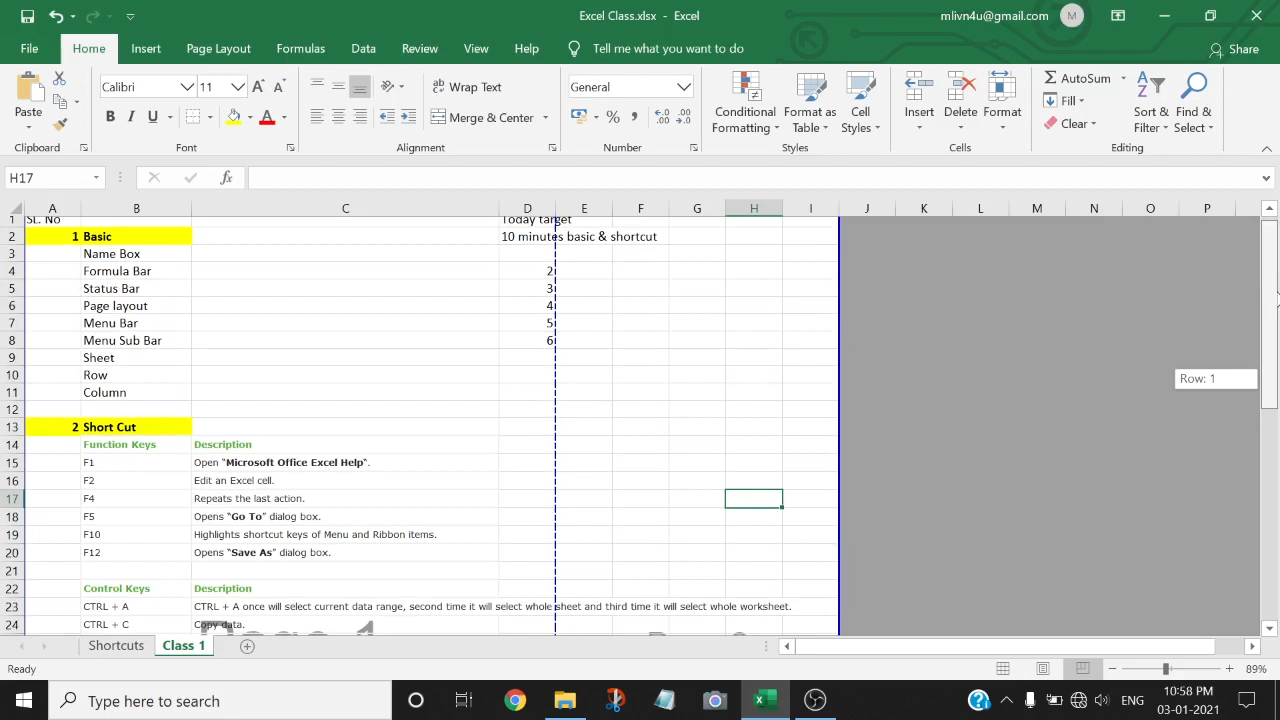 Excel Class.xlsx - Excel
mlivn4u@gmail.com
M
File Home Insert Page Layout Formulas Data Review View Help Tell me what you want to do
Share
Paste
Clipboard
Calibri 11
A A
B I U A
Font
ab
Wrap Text
Merge & Center
Alignment
General
% ,
Number
Conditional Formatting
Format as Table
Cell Styles
Styles
Insert
Delete
Format
Cells
AutoSum
Fill
Clear
Sort & Filter
Find & Select
Editing
H17
fx
A B C D E F G H I J K L M N O P
1 SL. No Today target
2 1 Basic 10 minutes basic & shortcut
3 Name Box
4 Formula Bar 2
5 Status Bar 3
6 Page layout 4
7 Menu Bar 5
8 Menu Sub Bar 6
9 Sheet
10 Row
11 Column
12
13 2 Short Cut
14 Function Keys Description
15 F1 Open “Microsoft Office Excel Help“.
16 F2 Edit an Excel cell.
17 F4 Repeats the last action.
18 F5 Opens “Go To” dialog box.
19 F10 Highlights shortcut keys of Menu and Ribbon items.
20 F12 Opens “Save As” dialog box.
21
22 Control Keys Description
23 CTRL + A CTRL + A once will select current data range, second time it will select whole sheet and third time it will select whole worksheet.
24 CTRL + C Copy data.
Page 1
Row: 1
Shortcuts Class 1
Ready
89%
Type here to search
ENG
10:58 PM
03-01-2021